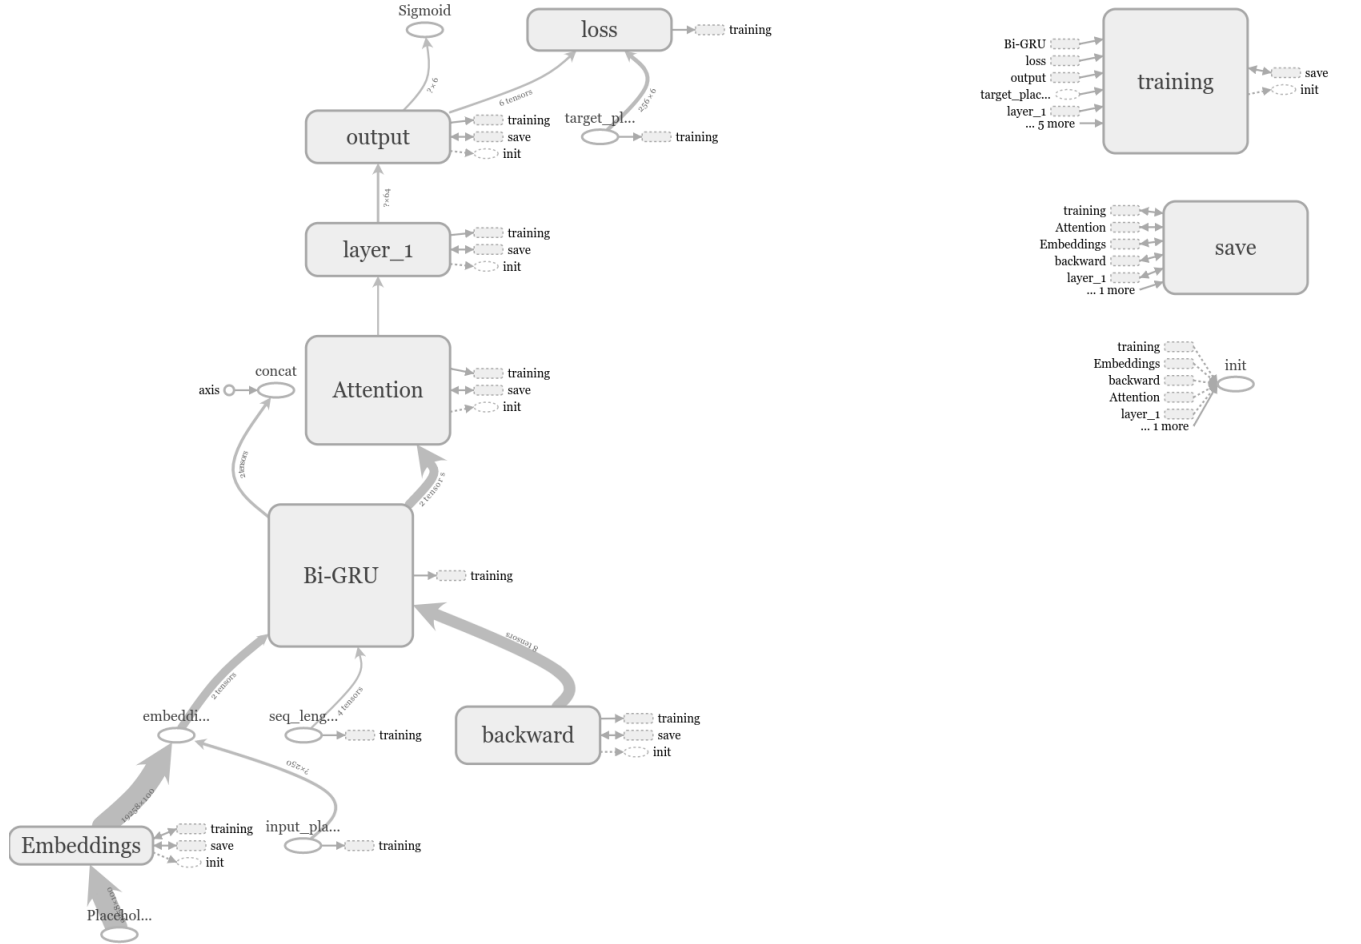 Sigmoid
loss
training
? × 6
6 tensors
256×6
output
training
save
init
target_pl...
training
?×64
layer_1
training
save
init
concat
axis
Attention
training
save
init
2 tensors
2 tensors
Bi-GRU
training
8 tensors
2 tensors
embeddi...
seq_leng...
4 tensors
training
backward
training
save
init
?×250
19258×100
Embeddings
training
save
init
input_pla...
training
Placehol...
Bi-GRU
loss
output
target_plac...
layer_1
... 5 more
training
save
init
training
Attention
Embeddings
backward
layer_1
... 1 more
save
training
Embeddings
backward
Attention
layer_1
... 1 more
init